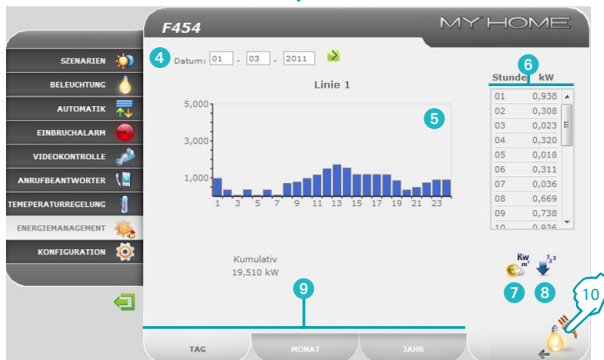 F454
MY HOME
SZENARIEN
BELEUCHTUNG
AUTOMATIK
EINBRUCHALARM
VIDEOKONTROLLE
ANRUFBEANTWORTER
TEMEPERATURREGELUNG
ENERGIEMANAGEMENT
KONFIGURATION
4 Datum: 01 - 03 - 2011
Linie 1
5,000
3,000
1,000
1 3 5 7 9 11 13 15 17 19 21 23
5
6
Stunde kW
01 0,938
02 0,308
03 0,023
04 0,320
05 0,018
06 0,311
07 0,036
08 0,669
09 0,738
10 0,936
Kumulativ
19,510 kW
Kw
m³
7
8
9
10
TAG
MONAT
JAHR